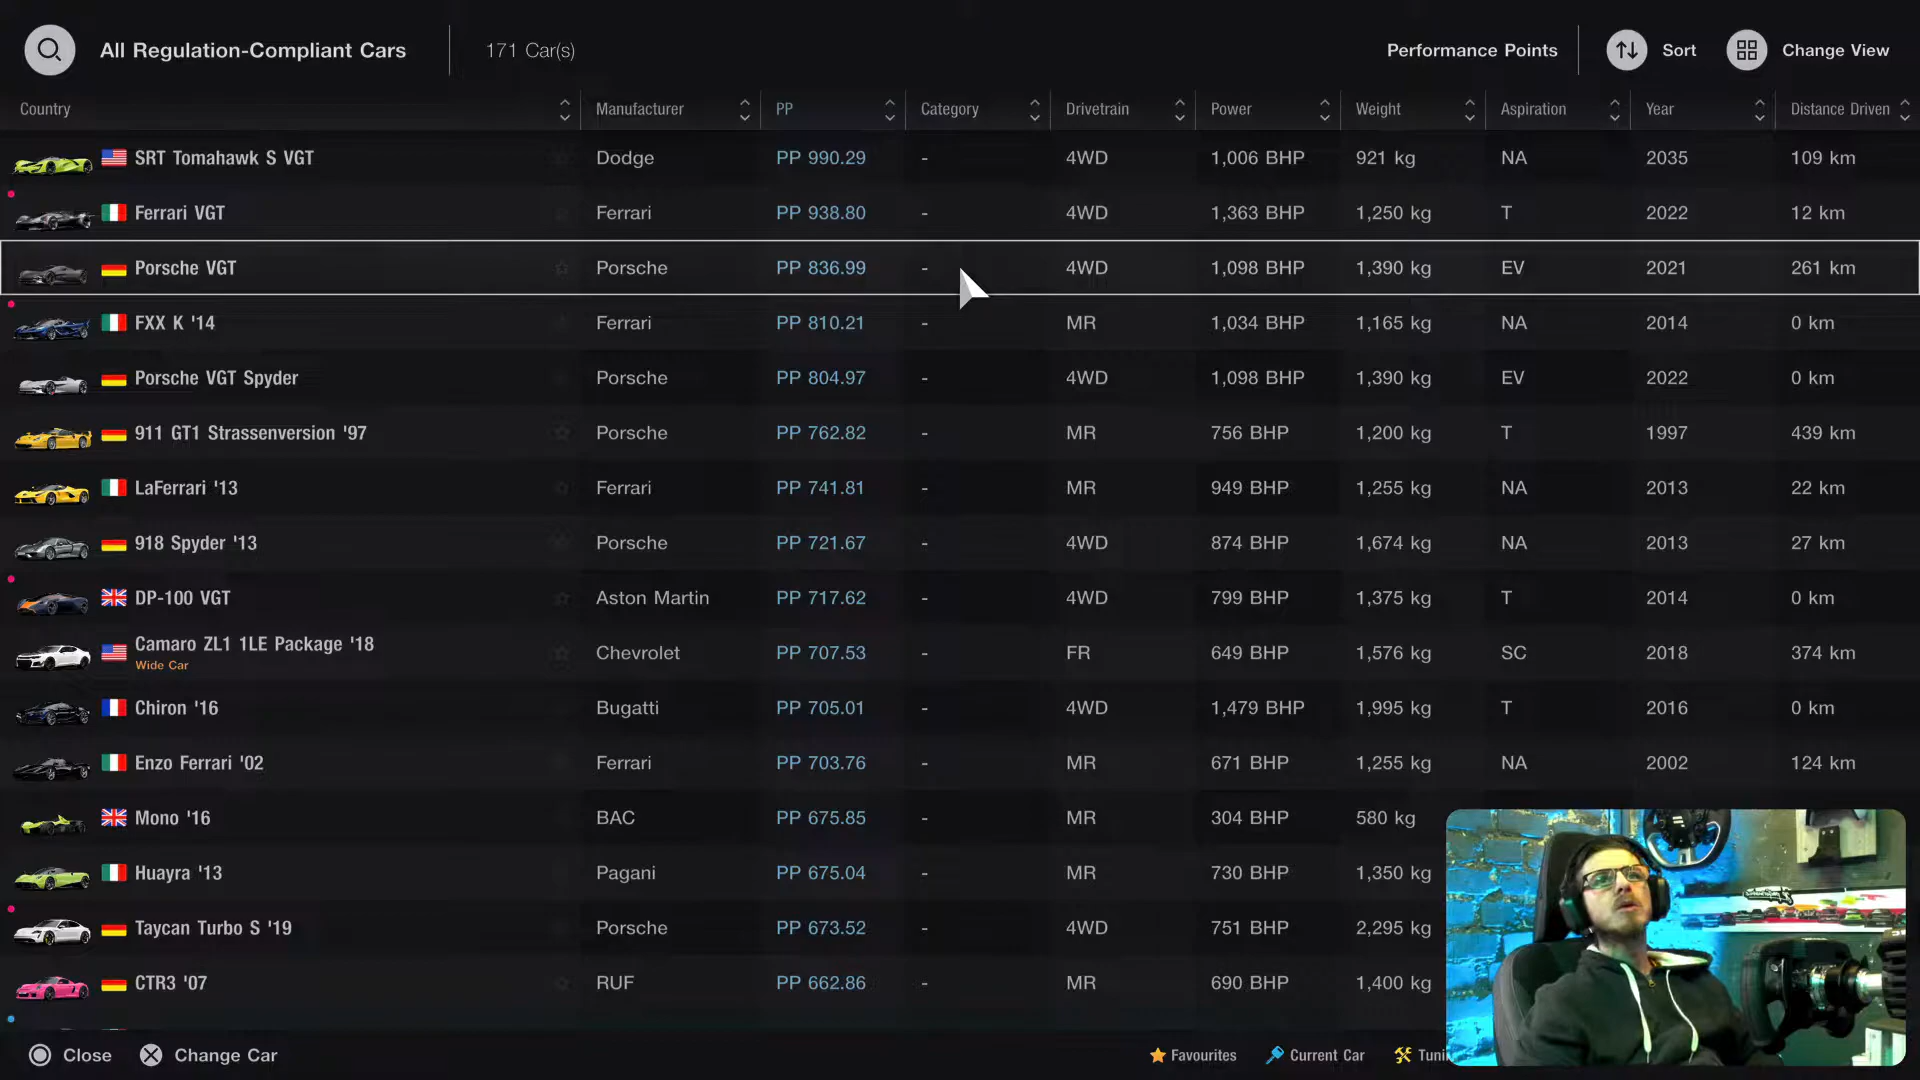 All Regulation-Compliant Cars 171 Car(s) Performance Points Sort Change View
Country Manufacturer PP Category Drivetrain Power Weight Aspiration Year Distance Driven
SRT Tomahawk S VGT Dodge PP 990.29 - 4WD 1,006 BHP 921 kg NA 2035 109 km
Ferrari VGT Ferrari PP 938.80 - 4WD 1,363 BHP 1,250 kg T 2022 12 km
Porsche VGT Porsche PP 836.99 - 4WD 1,098 BHP 1,390 kg EV 2021 261 km
FXX K '14 Ferrari PP 810.21 - MR 1,034 BHP 1,165 kg NA 2014 0 km
Porsche VGT Spyder Porsche PP 804.97 - 4WD 1,098 BHP 1,390 kg EV 2022 0 km
911 GT1 Strassenversion '97 Porsche PP 762.82 - MR 756 BHP 1,200 kg T 1997 439 km
LaFerrari '13 Ferrari PP 741.81 - MR 949 BHP 1,255 kg NA 2013 22 km
918 Spyder '13 Porsche PP 721.67 - 4WD 874 BHP 1,674 kg NA 2013 27 km
DP-100 VGT Aston Martin PP 717.62 - 4WD 799 BHP 1,375 kg T 2014 0 km
Camaro ZL1 1LE Package '18 Chevrolet PP 707.53 - FR 649 BHP 1,576 kg SC 2018 374 km
Wide Car
Chiron '16 Bugatti PP 705.01 - 4WD 1,479 BHP 1,995 kg T 2016 0 km
Enzo Ferrari '02 Ferrari PP 703.76 - MR 671 BHP 1,255 kg NA 2002 124 km
Mono '16 BAC PP 675.85 - MR 304 BHP 580 kg
Huayra '13 Pagani PP 675.04 - MR 730 BHP 1,350 kg
Taycan Turbo S '19 Porsche PP 673.52 - 4WD 751 BHP 2,295 kg
CTR3 '07 RUF PP 662.86 - MR 690 BHP 1,400 kg
Close Change Car Favourites Current Car Tuni